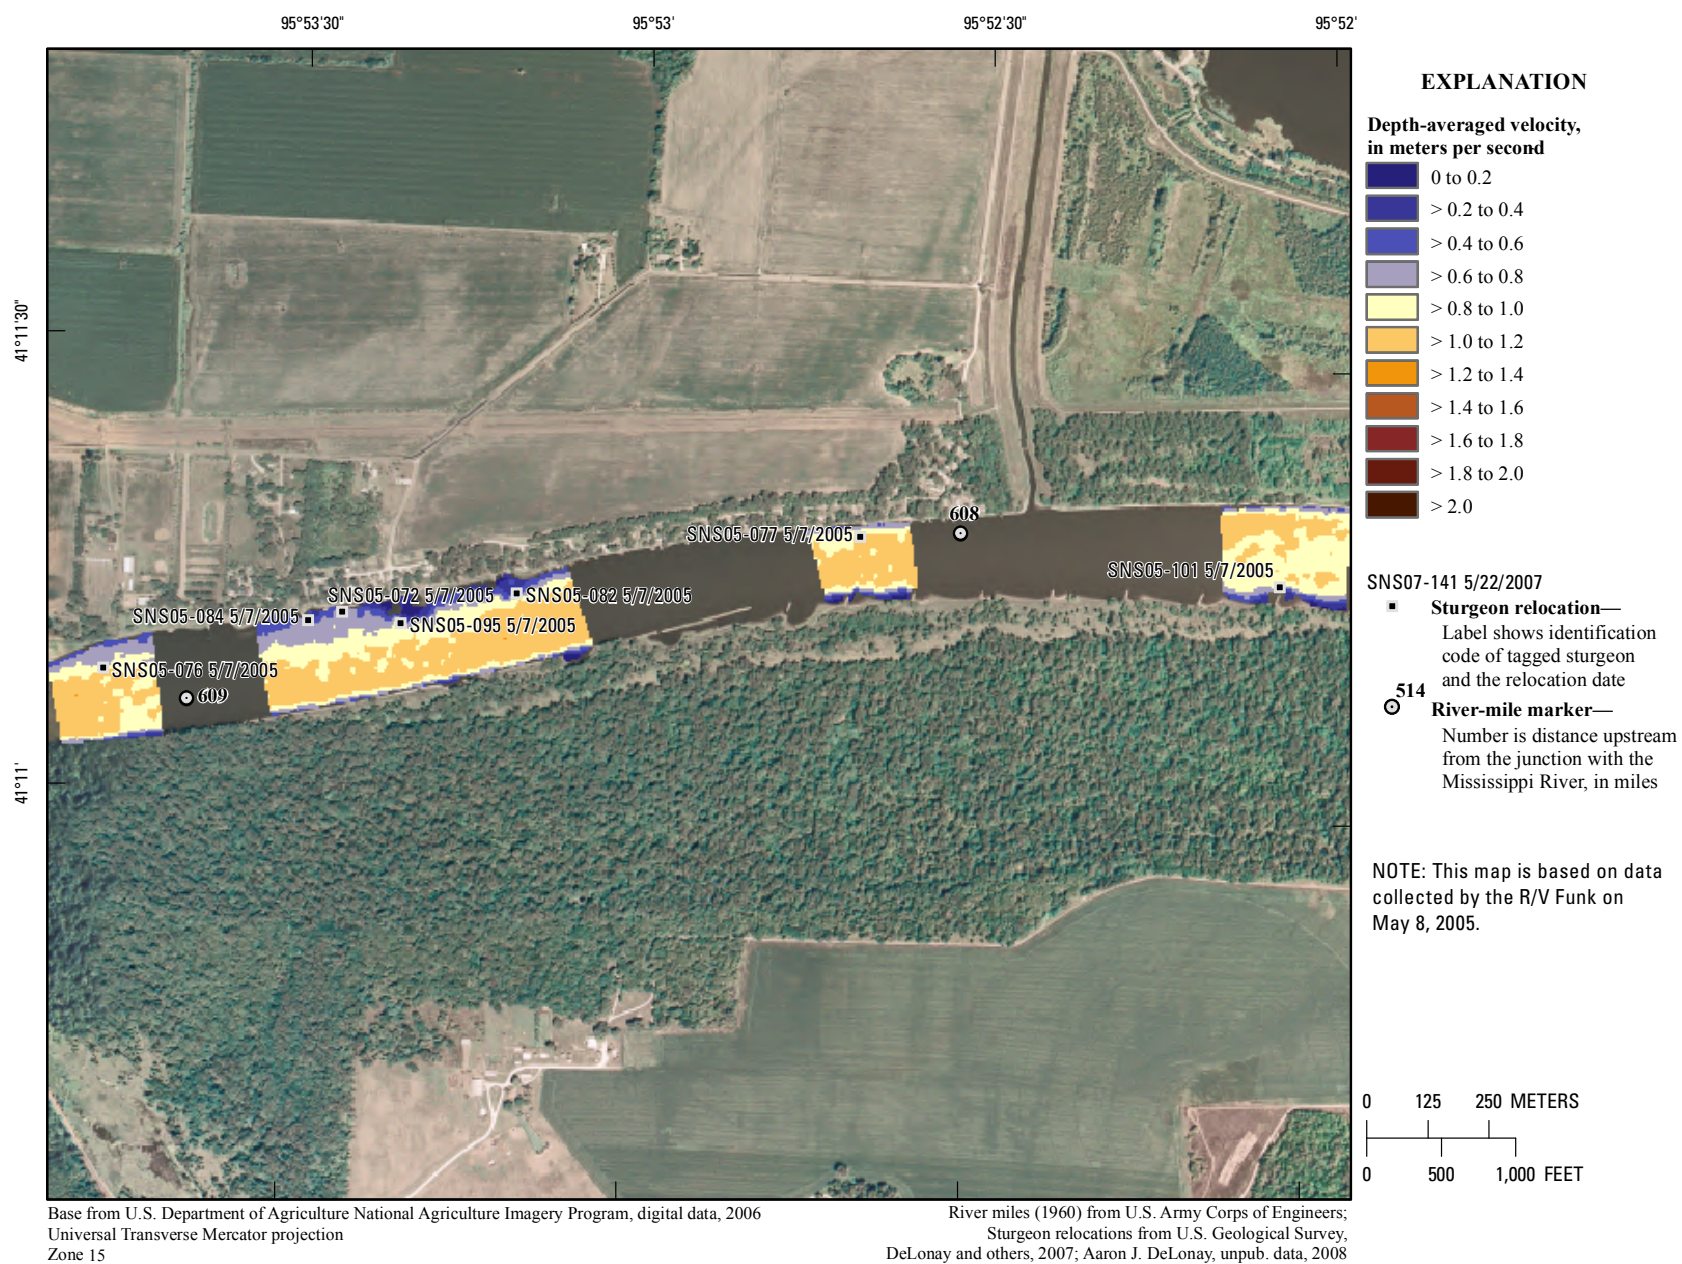 95°53'30"
95°53'
95°52'30"
95°52'
41°11'30"
41°11'
608
SNS05-077 5/7/2005
SNS05-101 5/7/2005
SNS05-072 5/7/2005
SNS05-082 5/7/2005
SNS05-084 5/7/2005
SNS05-095 5/7/2005
SNS05-076 5/7/2005
609
EXPLANATION
Depth-averaged velocity,
in meters per second
0 to 0.2
> 0.2 to 0.4
> 0.4 to 0.6
> 0.6 to 0.8
> 0.8 to 1.0
> 1.0 to 1.2
> 1.2 to 1.4
> 1.4 to 1.6
> 1.6 to 1.8
> 1.8 to 2.0
> 2.0
SNS07-141 5/22/2007
Sturgeon relocation—
Label shows identification
code of tagged sturgeon
and the relocation date
514
River-mile marker—
Number is distance upstream
from the junction with the
Mississippi River, in miles
NOTE: This map is based on data
collected by the R/V Funk on
May 8, 2005.
0 125 250 METERS
0 500 1,000 FEET
Base from U.S. Department of Agriculture National Agriculture Imagery Program, digital data, 2006
Universal Transverse Mercator projection
Zone 15
River miles (1960) from U.S. Army Corps of Engineers;
Sturgeon relocations from U.S. Geological Survey,
DeLonay and others, 2007; Aaron J. DeLonay, unpub. data, 2008